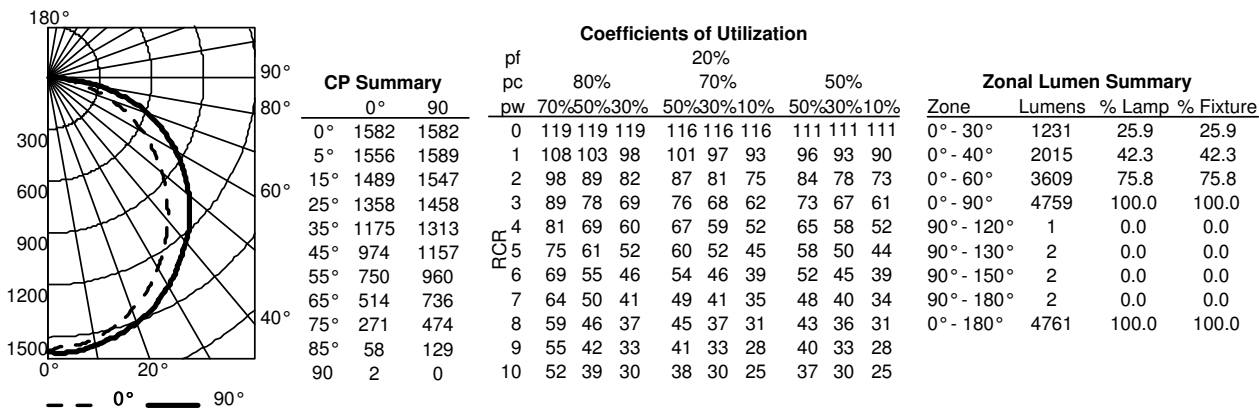 180°
90°
80°
60°
40°
300
600
900
1200
1500
0° 20°
0° 90°
CP Summary
0° 90
0° 1582 1582
5° 1556 1589
15° 1489 1547
25° 1358 1458
35° 1175 1313
45° 974 1157
55° 750 960
65° 514 736
75° 271 474
85° 58 129
90 2 0
Coefficients of Utilization
pf 20%
pc 80% 70% 50%
pw 70%50%30% 50%30%10% 50%30%10%
RCR
0 119 119 119 116 116 116 111 111 111
1 108 103 98 101 97 93 96 93 90
2 98 89 82 87 81 75 84 78 73
3 89 78 69 76 68 62 73 67 61
4 81 69 60 67 59 52 65 58 52
5 75 61 52 60 52 45 58 50 44
6 69 55 46 54 46 39 52 45 39
7 64 50 41 49 41 35 48 40 34
8 59 46 37 45 37 31 43 36 31
9 55 42 33 41 33 28 40 33 28
10 52 39 30 38 30 25 37 30 25
Zonal Lumen Summary
Zone Lumens % Lamp % Fixture
0° - 30° 1231 25.9 25.9
0° - 40° 2015 42.3 42.3
0° - 60° 3609 75.8 75.8
0° - 90° 4759 100.0 100.0
90° - 120° 1 0.0 0.0
90° - 130° 2 0.0 0.0
90° - 150° 2 0.0 0.0
90° - 180° 2 0.0 0.0
0° - 180° 4761 100.0 100.0